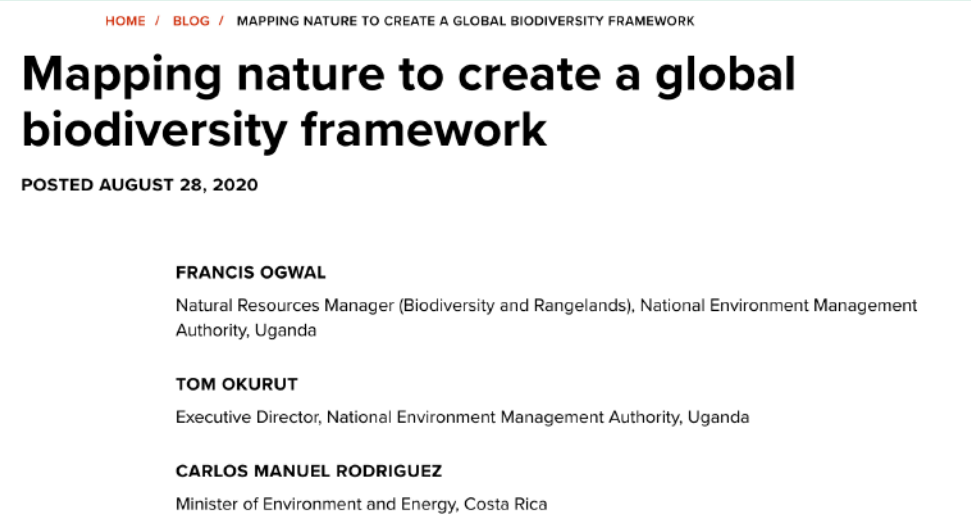 HOME / BLOG / MAPPING NATURE TO CREATE A GLOBAL BIODIVERSITY FRAMEWORK
Mapping nature to create a global
biodiversity framework
POSTED AUGUST 28, 2020
FRANCIS OGWAL
Natural Resources Manager (Biodiversity and Rangelands), National Environment Management
Authority, Uganda
TOM OKURUT
Executive Director, National Environment Management Authority, Uganda
CARLOS MANUEL RODRIGUEZ
Minister of Environment and Energy, Costa Rica